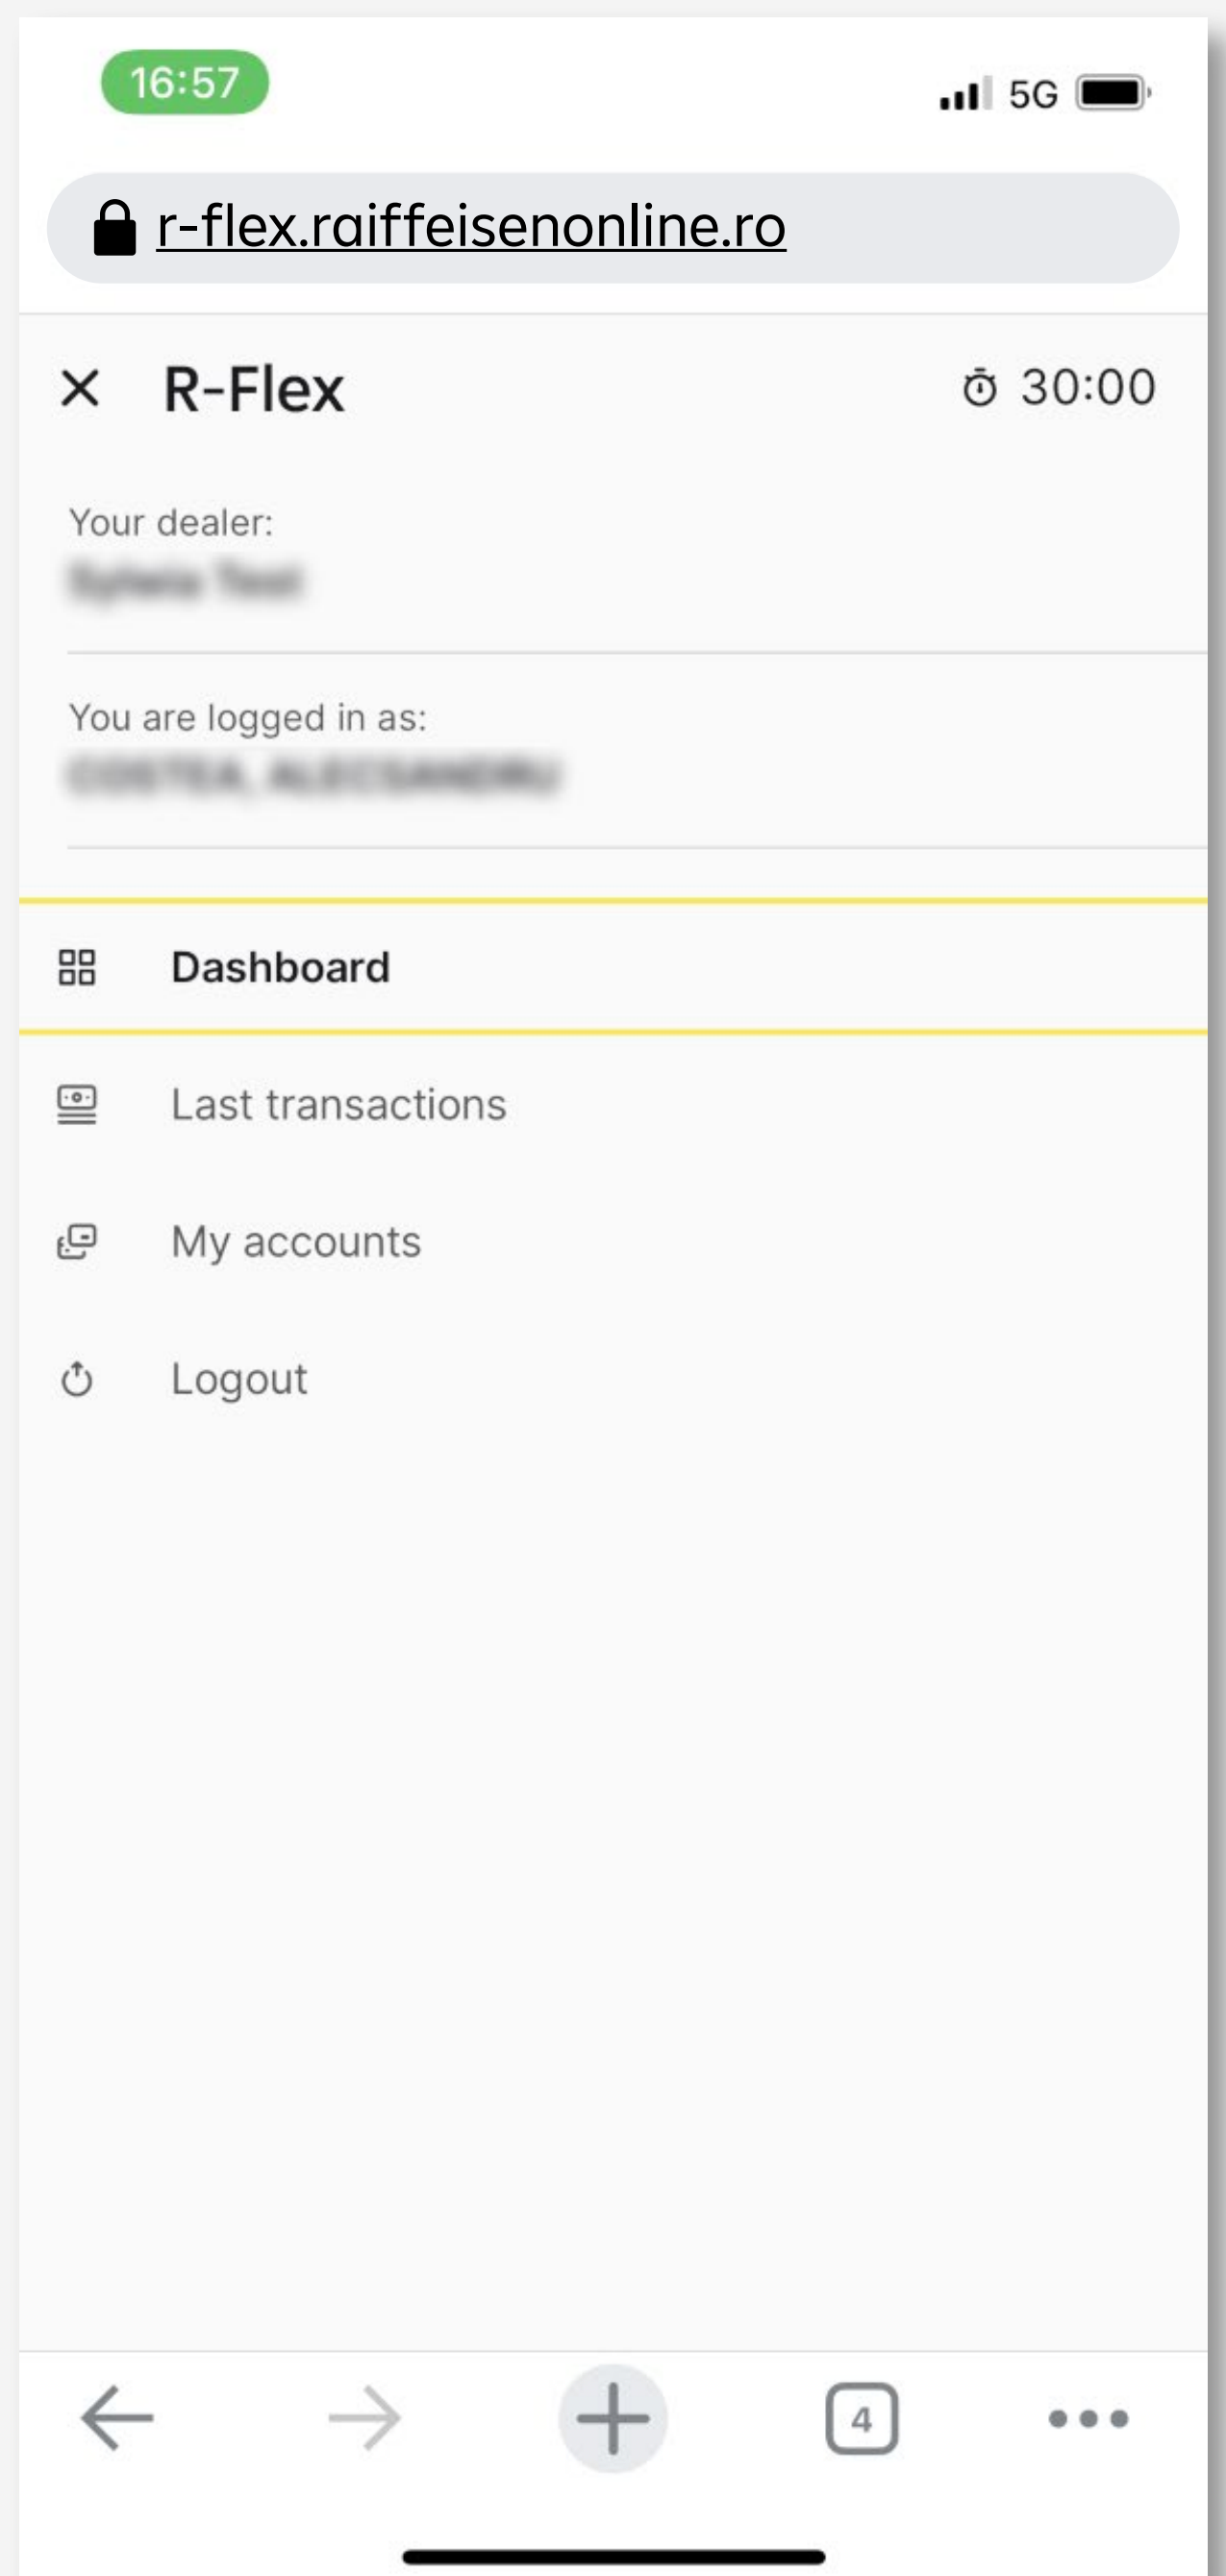 16:57
5G
r-flex.raiffeisenonline.ro
R-Flex
30:00
Your dealer:
You are logged in as:
Dashboard
Last transactions
My accounts
Logout
4